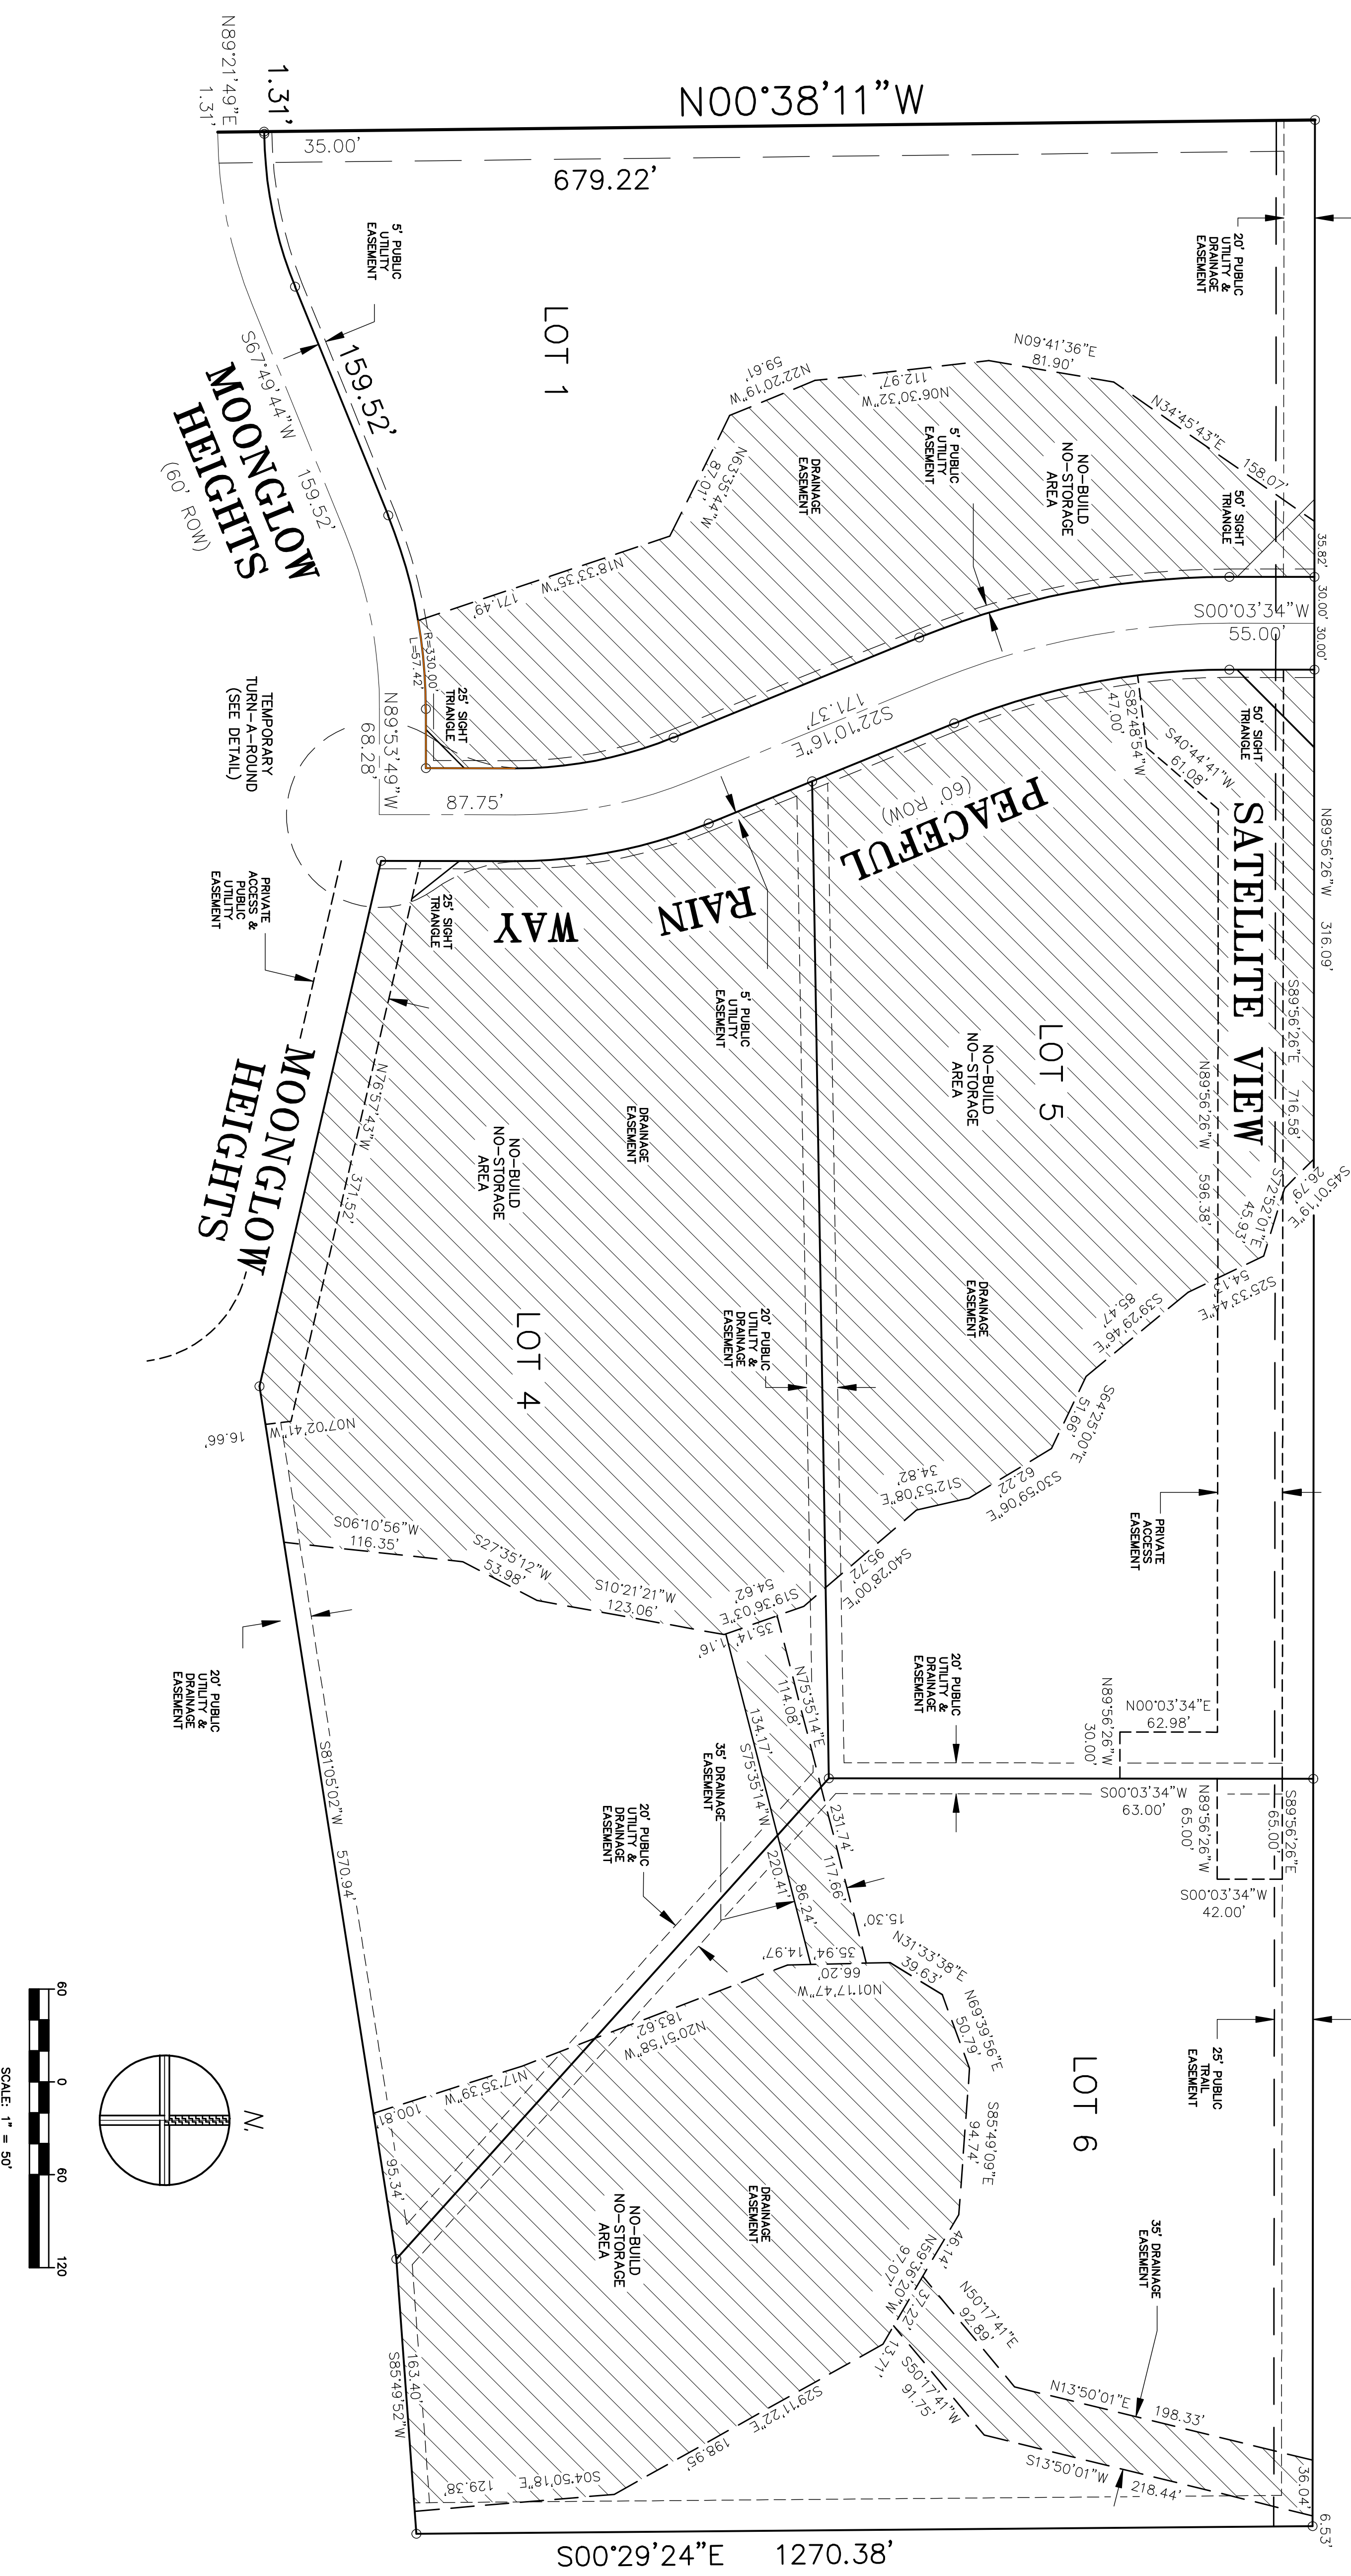 N89°21'49"E
1.31'
1.31'
35.00'
N00°38'11"W
679.22'
5' PUBLIC
UTILITY
EASEMENT
20' PUBLIC
UTILITY &
DRAINAGE
EASEMENT
LOT 1
159.52'
S67°49'44"W
159.52'
MOONGLOW
HEIGHTS
(60' ROW)
N09°41'36"E
81.90'
N34°45'43"E
158.07'
N06°30'32"W
112.97'
N22°20'19"W
59.61'
N63°35'44"W
87.01'
N18°33'35"W
171.49'
DRAINAGE
EASEMENT
5' PUBLIC
UTILITY
EASEMENT
NO-BUILD
NO-STORAGE
AREA
50' SIGHT
TRIANGLE
35.82'
30.00'
30.00'
S00°03'34"W
55.00'
R=330.00'
L=57.42'
25' SIGHT
TRIANGLE
TEMPORARY
TURN-A-ROUND
(SEE DETAIL)
N89°53'49"W
68.28'
87.75'
S22°10'16"E
171.37'
PEACEFUL
(60' ROW)
RAIN
WAY
S82°48'54"W
47.00'
S40°44'41"W
61.08'
50' SIGHT
TRIANGLE
SATELLITE VIEW
N89°56'26"W 316.09'
S89°56'26"E 716.58'
N89°56'26"W 596.38'
PRIVATE
ACCESS &
PUBLIC
UTILITY
EASEMENT
25' SIGHT
TRIANGLE
5' PUBLIC
UTILITY
EASEMENT
LOT 5
NO-BUILD
NO-STORAGE
AREA
DRAINAGE
EASEMENT
NO-BUILD
NO-STORAGE
AREA
N76°57'43"W 371.52'
MOONGLOW
HEIGHTS
S45°01'19"E
26.79'
S72°52'01"E
45.93'
S25°33'44"E
S39°29'46"E
85.47'
S64°25'00"E
51.66'
S30°59'06"E
62.22'
S12°53'08"E
34.82'
S40°28'00"E
95.72'
S19°36'03"E
54.62'
35.14'
1.16'
DRAINAGE
EASEMENT
20' PUBLIC
UTILITY &
DRAINAGE
EASEMENT
LOT 4
N07°02'41"W
16.66'
S06°10'56"W
116.35'
S27°35'12"W
53.98'
S10°21'21"W
123.06'
PRIVATE
ACCESS
EASEMENT
20' PUBLIC
UTILITY &
DRAINAGE
EASEMENT
20' PUBLIC
UTILITY &
DRAINAGE
EASEMENT
N89°56'26"W
30.00'
N00°03'34"E
62.98'
S00°03'34"W
63.00'
N89°56'26"W
65.00'
S89°56'26"E
65.00'
S00°03'34"W
42.00'
N75°35'14"E
114.08'
231.74'
117.66'
134.17'
S75°35'14"W
220.41'
86.24'
35' DRAINAGE
EASEMENT
20' PUBLIC
UTILITY &
DRAINAGE
EASEMENT
S81°05'02"W 570.94'
15.30'
35.94'
14.97'
66.20'
N01°17'47"W
N31°33'38"E
39.63'
N69°39'56"E
50.79'
S85°49'09"E
94.74'
183.62'
N20°51'58"W
N17°35'39"W
100.81'
95.34'
LOT 6
25' PUBLIC
TRAIL
EASEMENT
DRAINAGE
EASEMENT
NO-BUILD
NO-STORAGE
AREA
46.14'
N59°36'20"W
97.07'
37.22'
13.71'
N50°17'41"E
92.89'
S50°17'41"W
91.75'
35' DRAINAGE
EASEMENT
N13°50'01"E 198.33'
S13°50'01"W 218.44'
S29°11'22"E 198.95'
S04°50'18"E 129.38'
163.40'
S85°49'52"W
36.04'
6.53'
S00°29'24"E 1270.38'
N.
60 0 60 120
SCALE: 1" = 50'